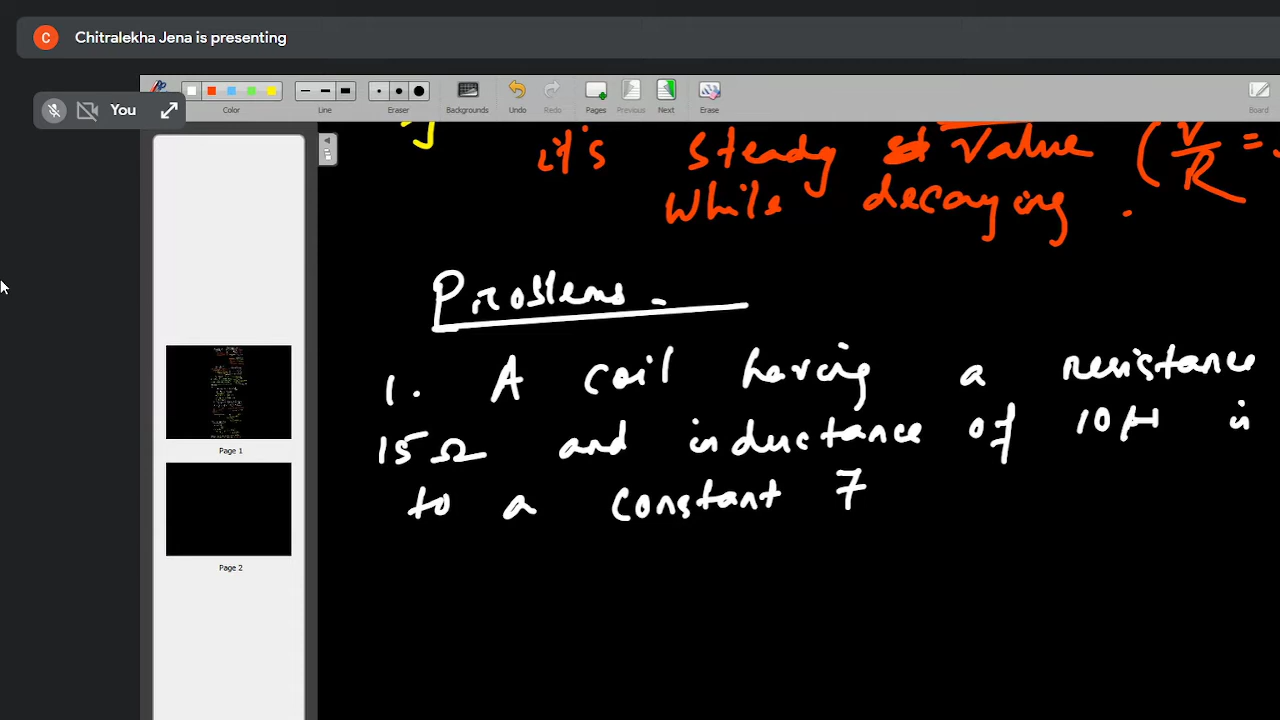 Chitralekha Jena is presenting
You
Color
Line
Eraser
Backgrounds
Undo
Redo
Pages
Previous
Next
Erase
Board
it's steady value (V/R =
while decaying.
Problems -
1. A coil having a resistance
15Ω and inductance of 10 H is
to a constant 7
Page 1
Page 2